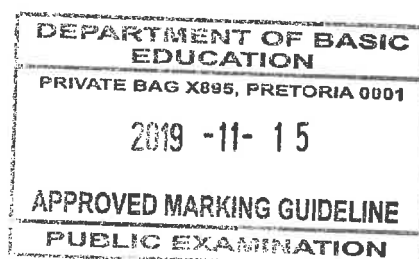 DEPARTMENT OF BASIC
EDUCATION
PRIVATE BAG X895, PRETORIA 0001
2019 -11- 15
APPROVED MARKING GUIDELINE
PUBLIC EXAMINATION